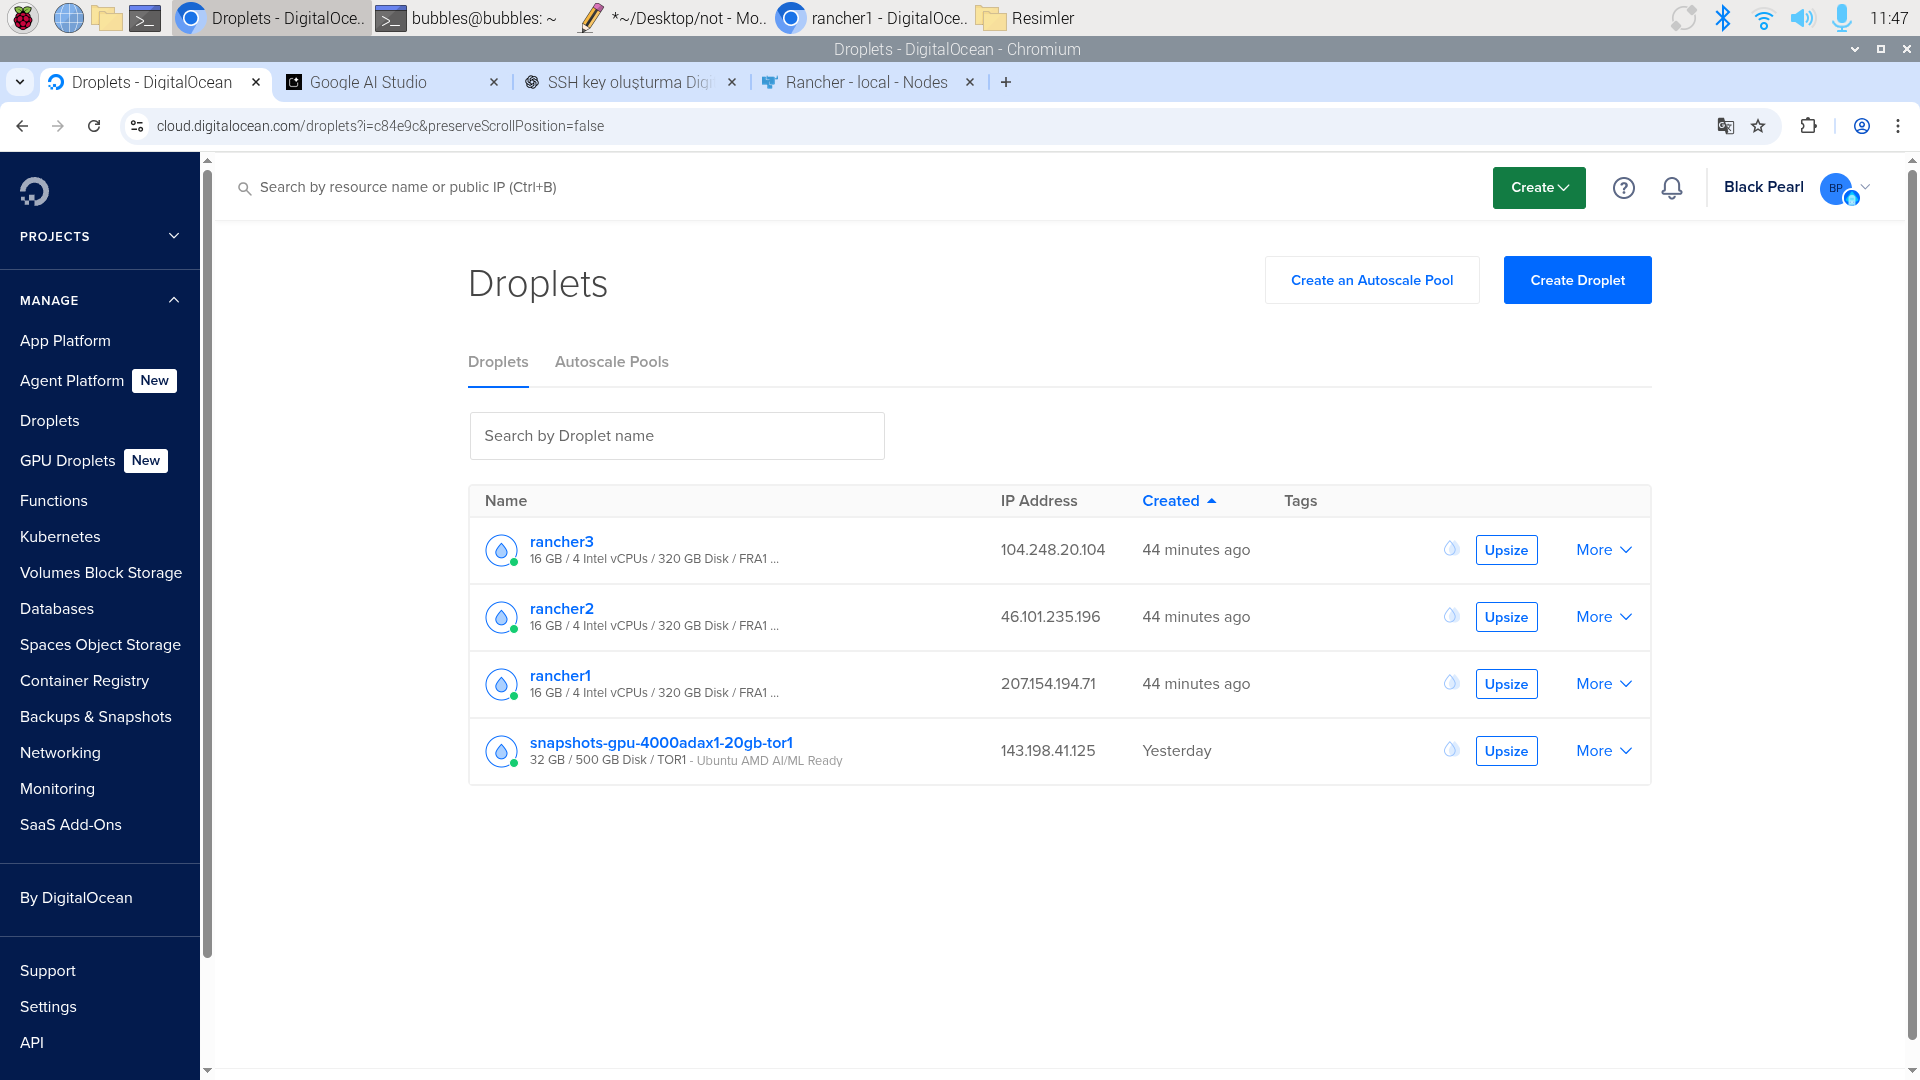 Droplets - DigitalOce..
bubbles@bubbles: ~
*~/Desktop/not - Mo..
rancher1 - DigitalOce..
Resimler
11:47
Droplets - DigitalOcean - Chromium
Droplets - DigitalOcean
Google AI Studio
SSH key oluşturma Digi
Rancher - local - Nodes
cloud.digitalocean.com/droplets?i=c84e9c&preserveScrollPosition=false
PROJECTS
MANAGE
App Platform
Agent Platform New
Droplets
GPU Droplets New
Functions
Kubernetes
Volumes Block Storage
Databases
Spaces Object Storage
Container Registry
Backups & Snapshots
Networking
Monitoring
SaaS Add-Ons
By DigitalOcean
Support
Settings
API
Search by resource name or public IP (Ctrl+B)
Create
Black Pearl
BP
Droplets
Create an Autoscale Pool
Create Droplet
Droplets
Autoscale Pools
Search by Droplet name
Name IP Address Created Tags
rancher3
16 GB / 4 Intel vCPUs / 320 GB Disk / FRA1 ...
104.248.20.104 44 minutes ago Upsize More
rancher2
16 GB / 4 Intel vCPUs / 320 GB Disk / FRA1 ...
46.101.235.196 44 minutes ago Upsize More
rancher1
16 GB / 4 Intel vCPUs / 320 GB Disk / FRA1 ...
207.154.194.71 44 minutes ago Upsize More
snapshots-gpu-4000adax1-20gb-tor1
32 GB / 500 GB Disk / TOR1 - Ubuntu AMD AI/ML Ready
143.198.41.125 Yesterday Upsize More